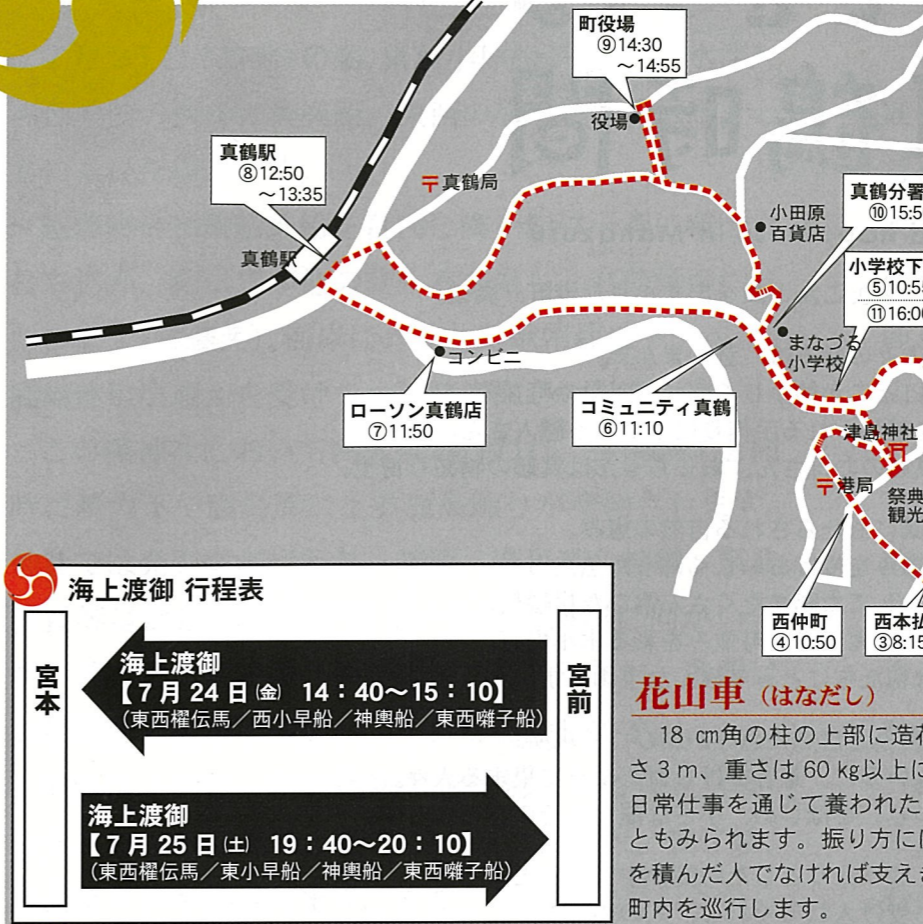 町役場
⑨14:30
～14:55
役場
真鶴駅
⑧12:50
～13:35
〒真鶴局
真鶴駅
小田原
百貨店
真鶴分署
⑩15:5
小学校下
⑤10:55
⑪16:00
まなづる
小学校
コンビニ
ローソン真鶴店
⑦11:50
コミュニティ真鶴
⑥11:10
津島神社
〒港局
祭典
観光
西仲町
④10:50
西本払
③8:15
海上渡御 行程表
宮本
宮前
海上渡御
【7月24日㈮ 14：40～15：10】
（東西櫂伝馬／西小早船／神輿船／東西囃子船）
海上渡御
【7月25日㈯ 19：40～20：10】
（東西櫂伝馬／東小早船／神輿船／東西囃子船）
花山車（はなだし）
18 ㎝角の柱の上部に造花
さ３ｍ、重さは 60 ㎏以上に
日常仕事を通じて養われた
ともみられます。振り方には
を積んだ人でなければ支えき
町内を巡行します。